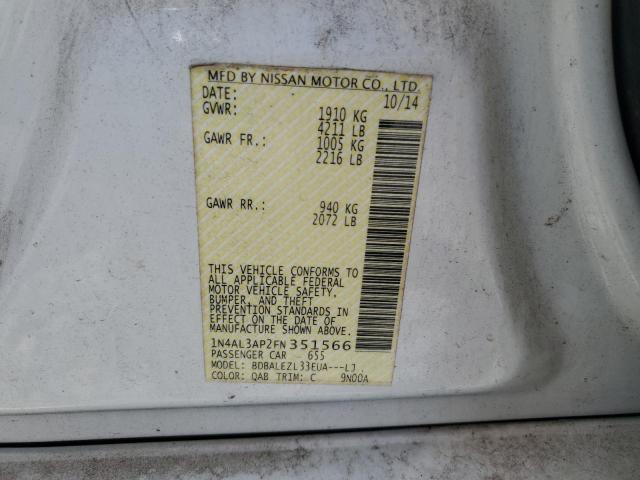 MFD BY NISSAN MOTOR CO., LTD.
DATE: 10/14
GVWR: 1910 KG
4211 LB
GAWR FR.: 1005 KG
2216 LB
GAWR RR.: 940 KG
2072 LB
THIS VEHICLE CONFORMS TO
ALL APPLICABLE FEDERAL
MOTOR VEHICLE SAFETY,
BUMPER, AND THEFT
PREVENTION STANDARDS IN
EFFECT ON THE DATE OF
MANUFACTURE SHOWN ABOVE.
1N4AL3AP2FN351566
PASSENGER CAR 655
MODEL: BDBALEZL33EUA---LJ
COLOR: QAB TRIM: C 9N00A